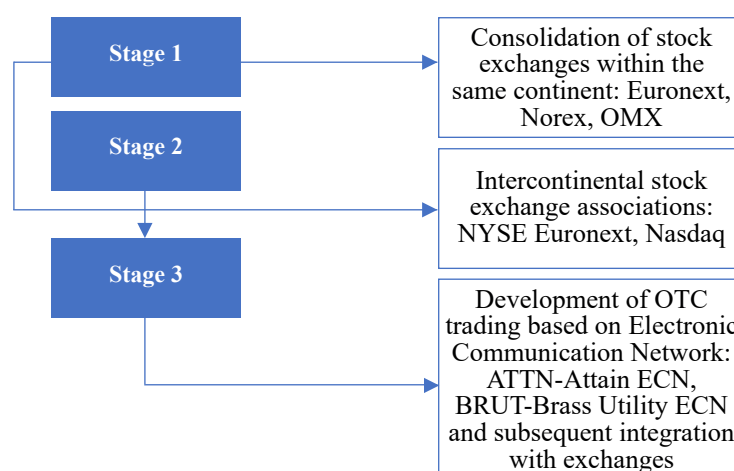 Stage 1
Consolidation of stock
exchanges within the
same continent: Euronext,
Norex, OMX
Stage 2
Intercontinental stock
exchange associations:
NYSE Euronext, Nasdaq
Stage 3
Development of OTC
trading based on Electronic
Communication Network:
ATTN-Attain ECN,
BRUT-Brass Utility ECN
and subsequent integration
with exchanges